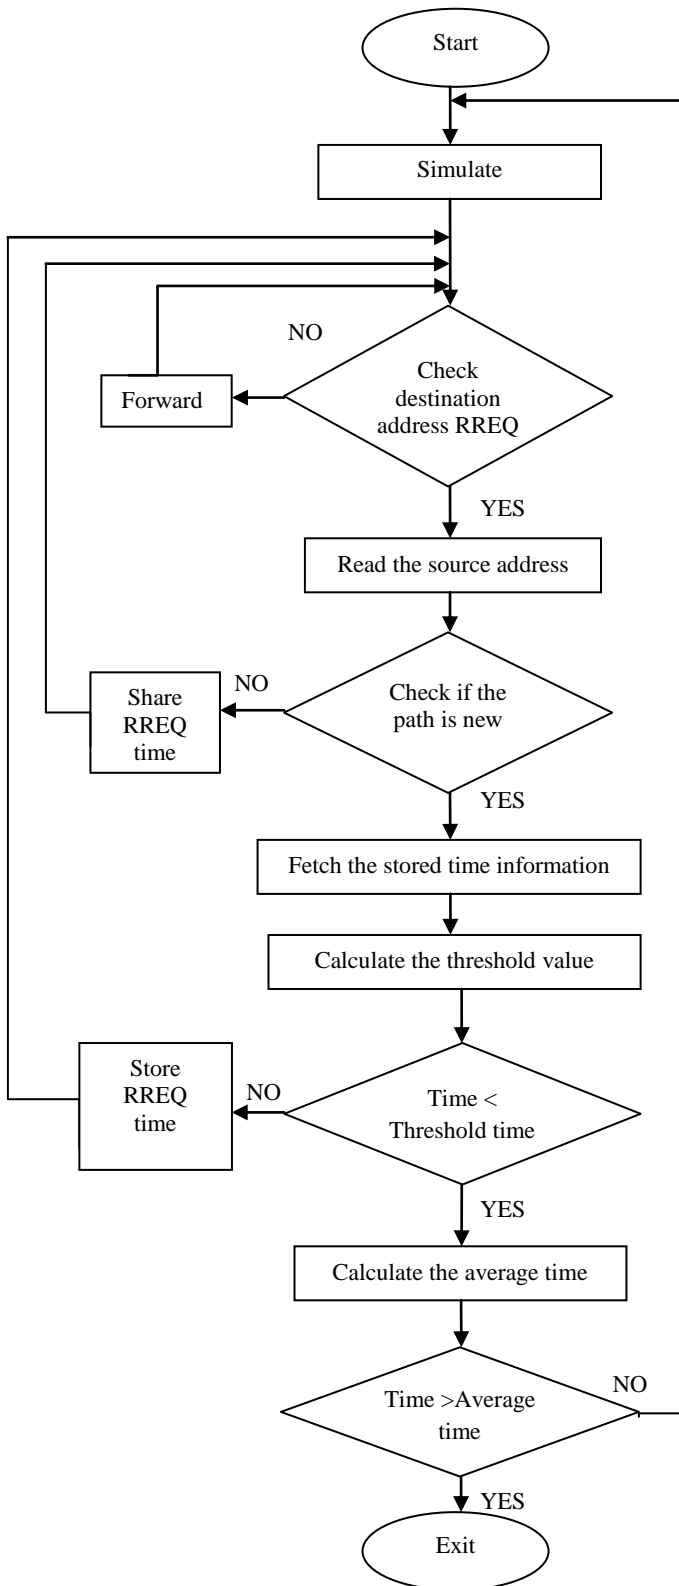 Start
Simulate
NO
Check
destination
address RREQ
Forward
YES
Read the source address
Share
RREQ
time
NO
Check if the
path is new
YES
Fetch the stored time information
Calculate the threshold value
Store
RREQ
time
NO
Time <
Threshold time
YES
Calculate the average time
Time >Average
time
NO
YES
Exit